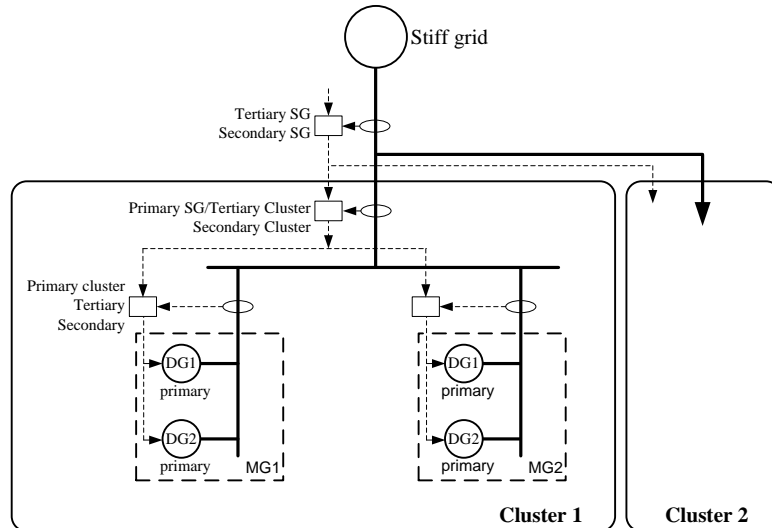 Stiff grid
Tertiary SG
Secondary SG
Primary SG/Tertiary Cluster
Secondary Cluster
Primary cluster
Tertiary
Secondary
DG1
primary
DG2
primary
MG1
DG1
primary
DG2
primary
MG2
Cluster 1
Cluster 2